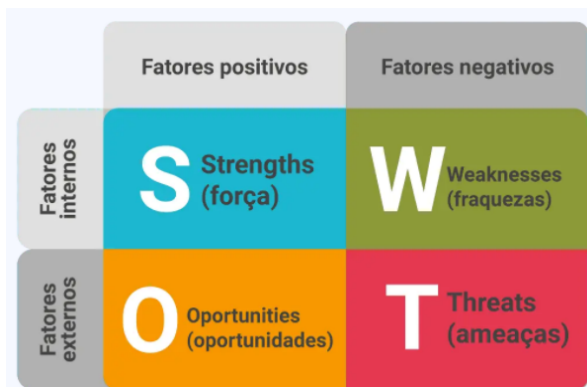 Fatores positivos
Fatores negativos
Fatores
internos
S
Strengths
(força)
W
Weaknesses
(fraquezas)
Fatores
externos
O
Oportunities
(oportunidades)
T
Threats
(ameaças)